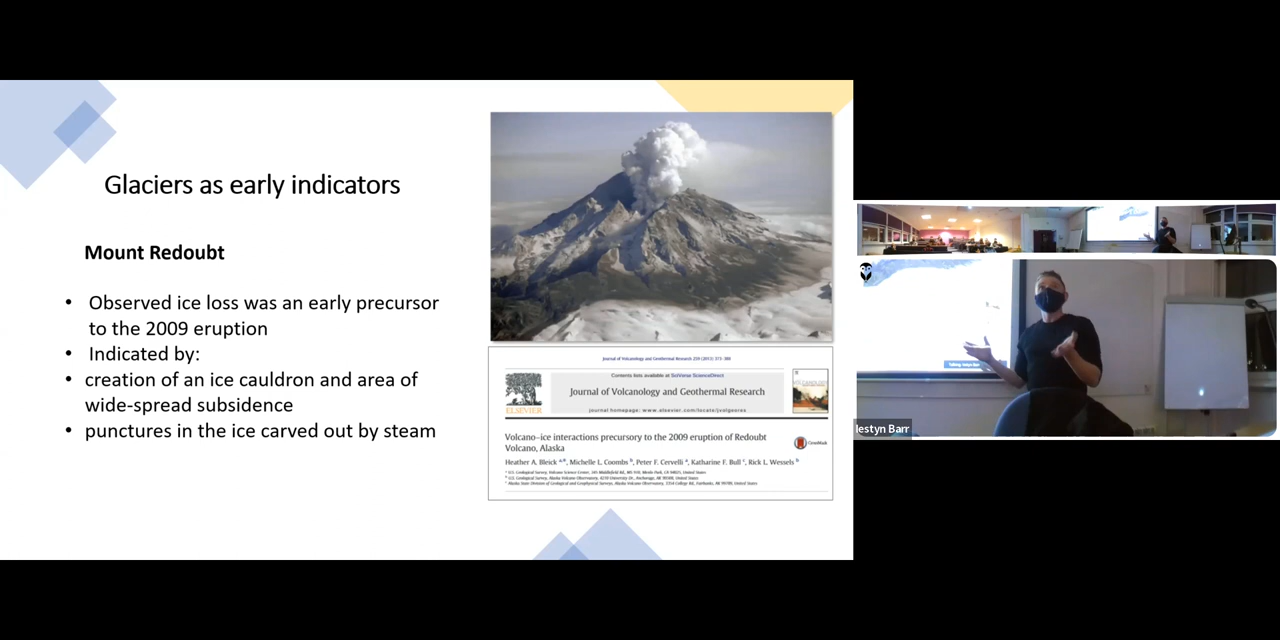 Glaciers as early indicators
Mount Redoubt
• Observed ice loss was an early precursor
to the 2009 eruption
• Indicated by:
• creation of an ice cauldron and area of
wide-spread subsidence
• punctures in the ice carved out by steam
Journal of Volcanology and Geothermal Research 259 (2013) 373–388
Contents lists available at SciVerse ScienceDirect
Journal of Volcanology and Geothermal Research
journal homepage: www.elsevier.com/locate/jvolgeores
ELSEVIER
Volcano–ice interactions precursory to the 2009 eruption of Redoubt
Volcano, Alaska
CrossMark
Heather A. Bleick a,*, Michelle L. Coombs b, Peter F. Cervelli a, Katharine F. Bull c, Rick L. Wessels b
Iestyn Barr